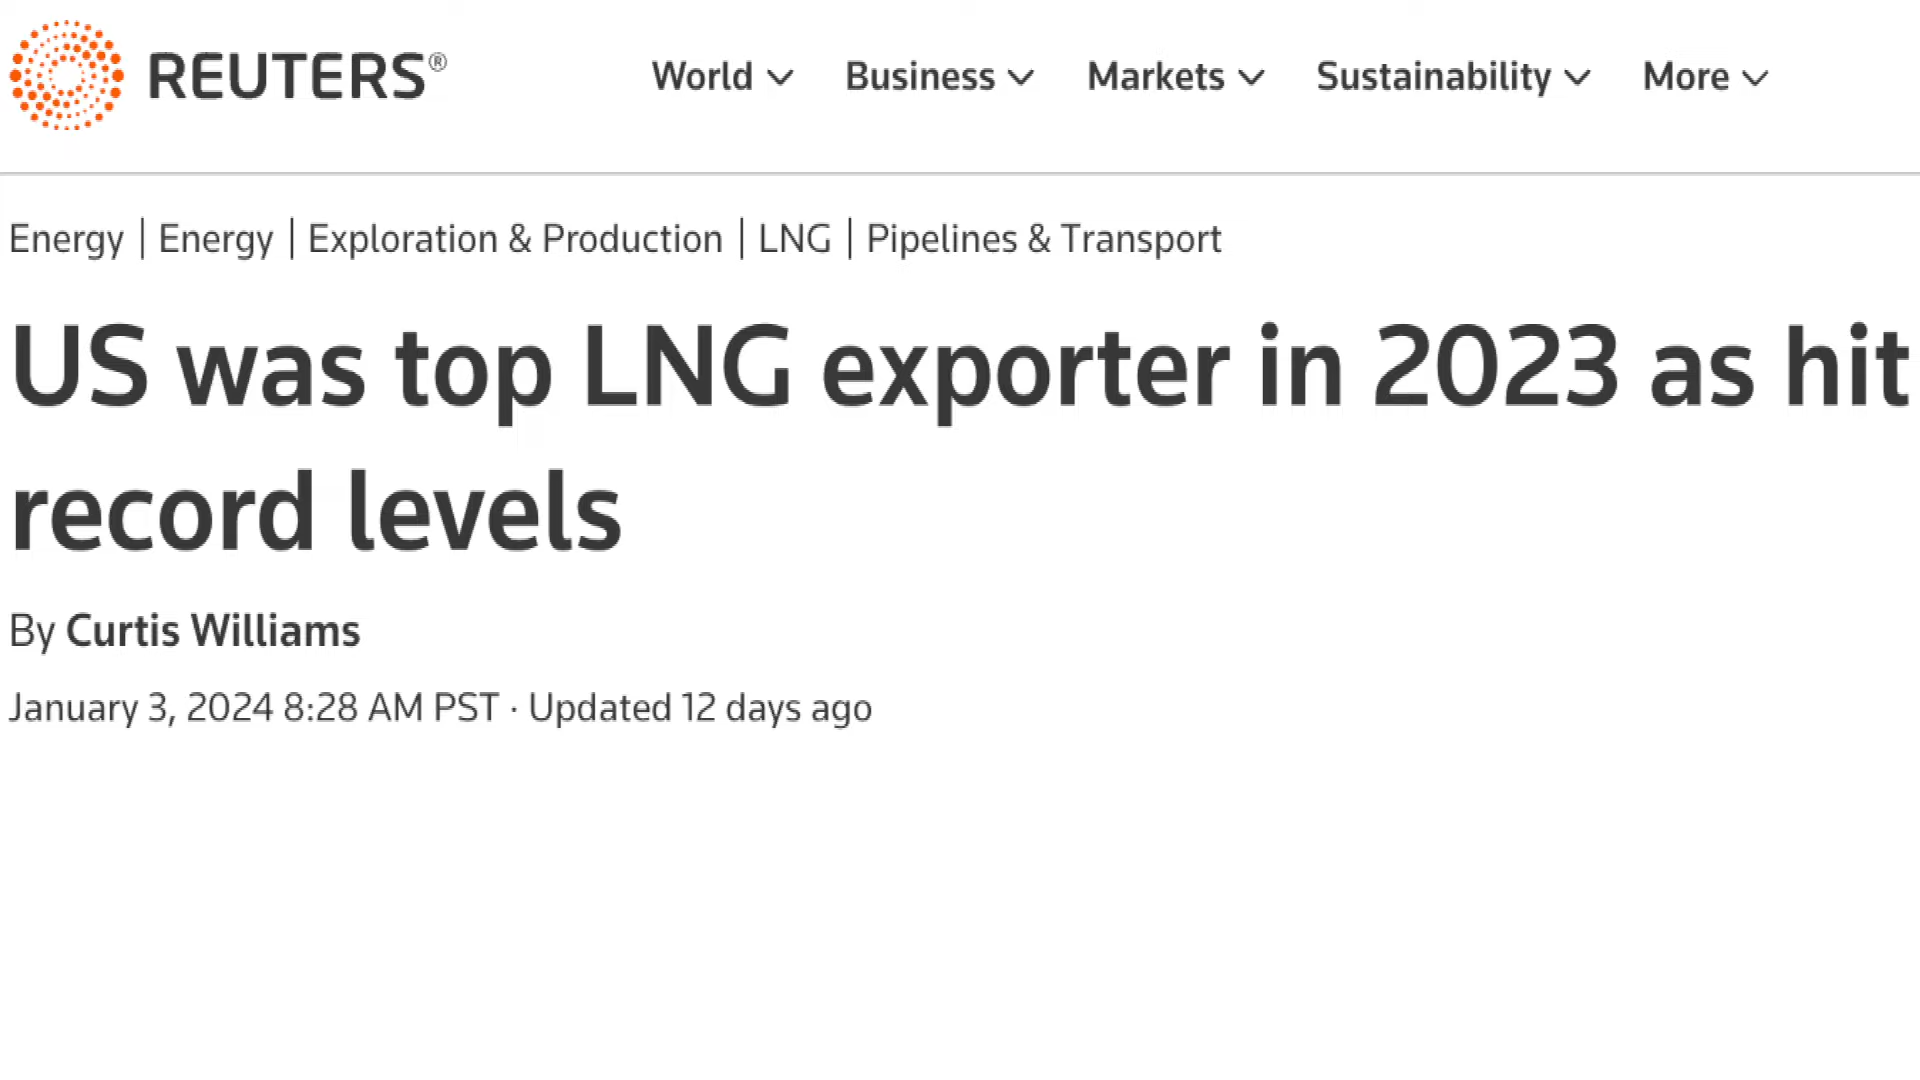 REUTERS®
World Business Markets Sustainability More
Energy | Energy | Exploration & Production | LNG | Pipelines & Transport
US was top LNG exporter in 2023 as hit
record levels
By Curtis Williams
January 3, 2024 8:28 AM PST · Updated 12 days ago